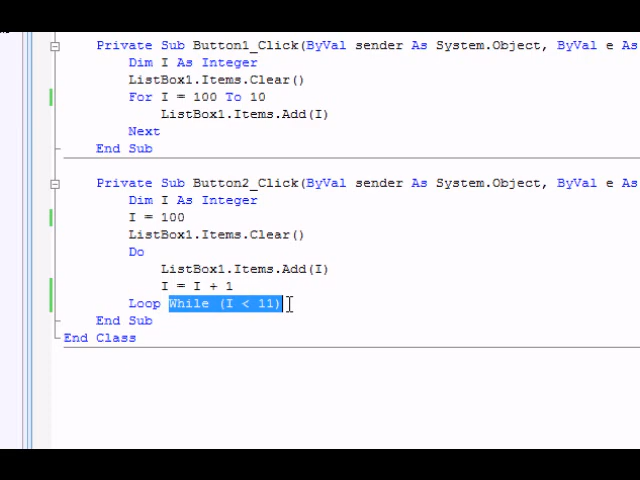 Private Sub Button1_Click(ByVal sender As System.Object, ByVal e As
Dim I As Integer
ListBox1.Items.Clear()
For I = 100 To 10
ListBox1.Items.Add(I)
Next
End Sub
Private Sub Button2_Click(ByVal sender As System.Object, ByVal e As
Dim I As Integer
I = 100
ListBox1.Items.Clear()
Do
ListBox1.Items.Add(I)
I = I + 1
Loop While (I < 11)
End Sub
End Class